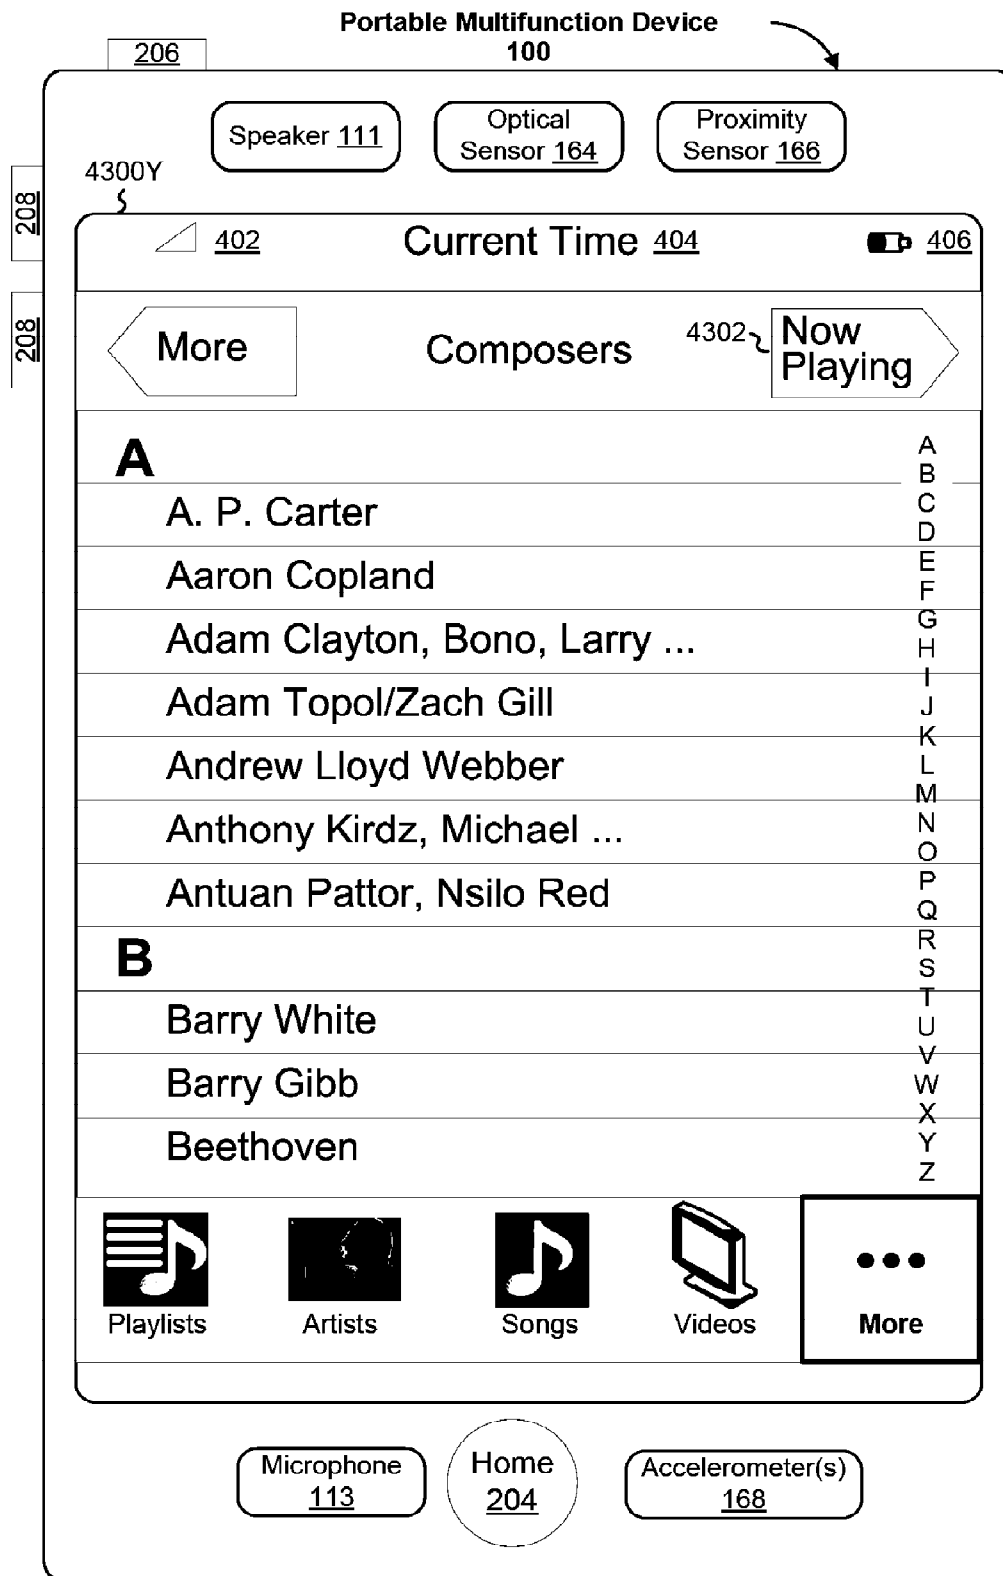 Portable Multifunction Device
100
206
Speaker 111
Optical
Sensor 164
Proximity
Sensor 166
4300Y
208
208
402
Current Time 404
406
More
Composers
4302
Now
Playing
A
A. P. Carter
Aaron Copland
Adam Clayton, Bono, Larry ...
Adam Topol/Zach Gill
Andrew Lloyd Webber
Anthony Kirdz, Michael ...
Antuan Pattor, Nsilo Red
B
Barry White
Barry Gibb
Beethoven
A
B
C
D
E
F
G
H
I
J
K
L
M
N
O
P
Q
R
S
T
U
V
W
X
Y
Z
Playlists
Artists
Songs
Videos
More
Microphone
113
Home
204
Accelerometer(s)
168